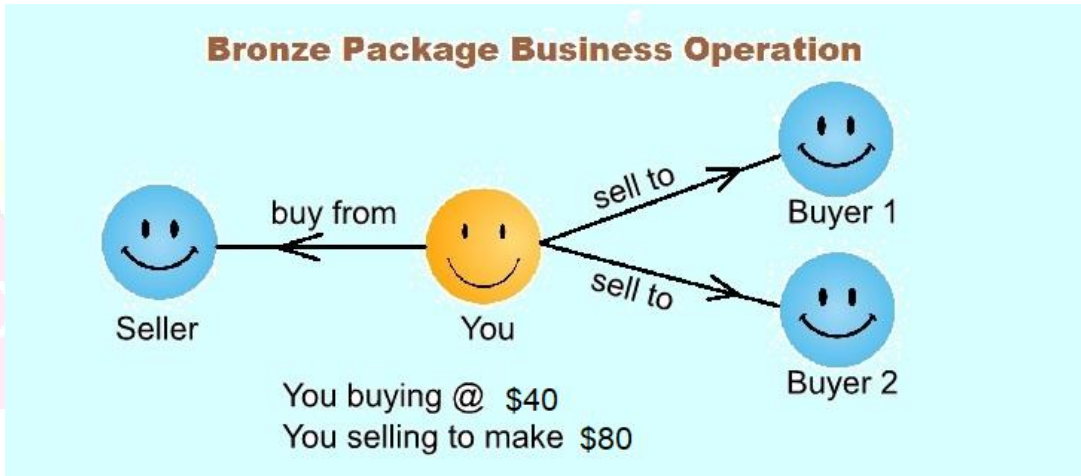 Bronze Package Business Operation
buy from
sell to
Buyer 1
sell to
Seller
You
Buyer 2
You buying @ $40
You selling to make $80